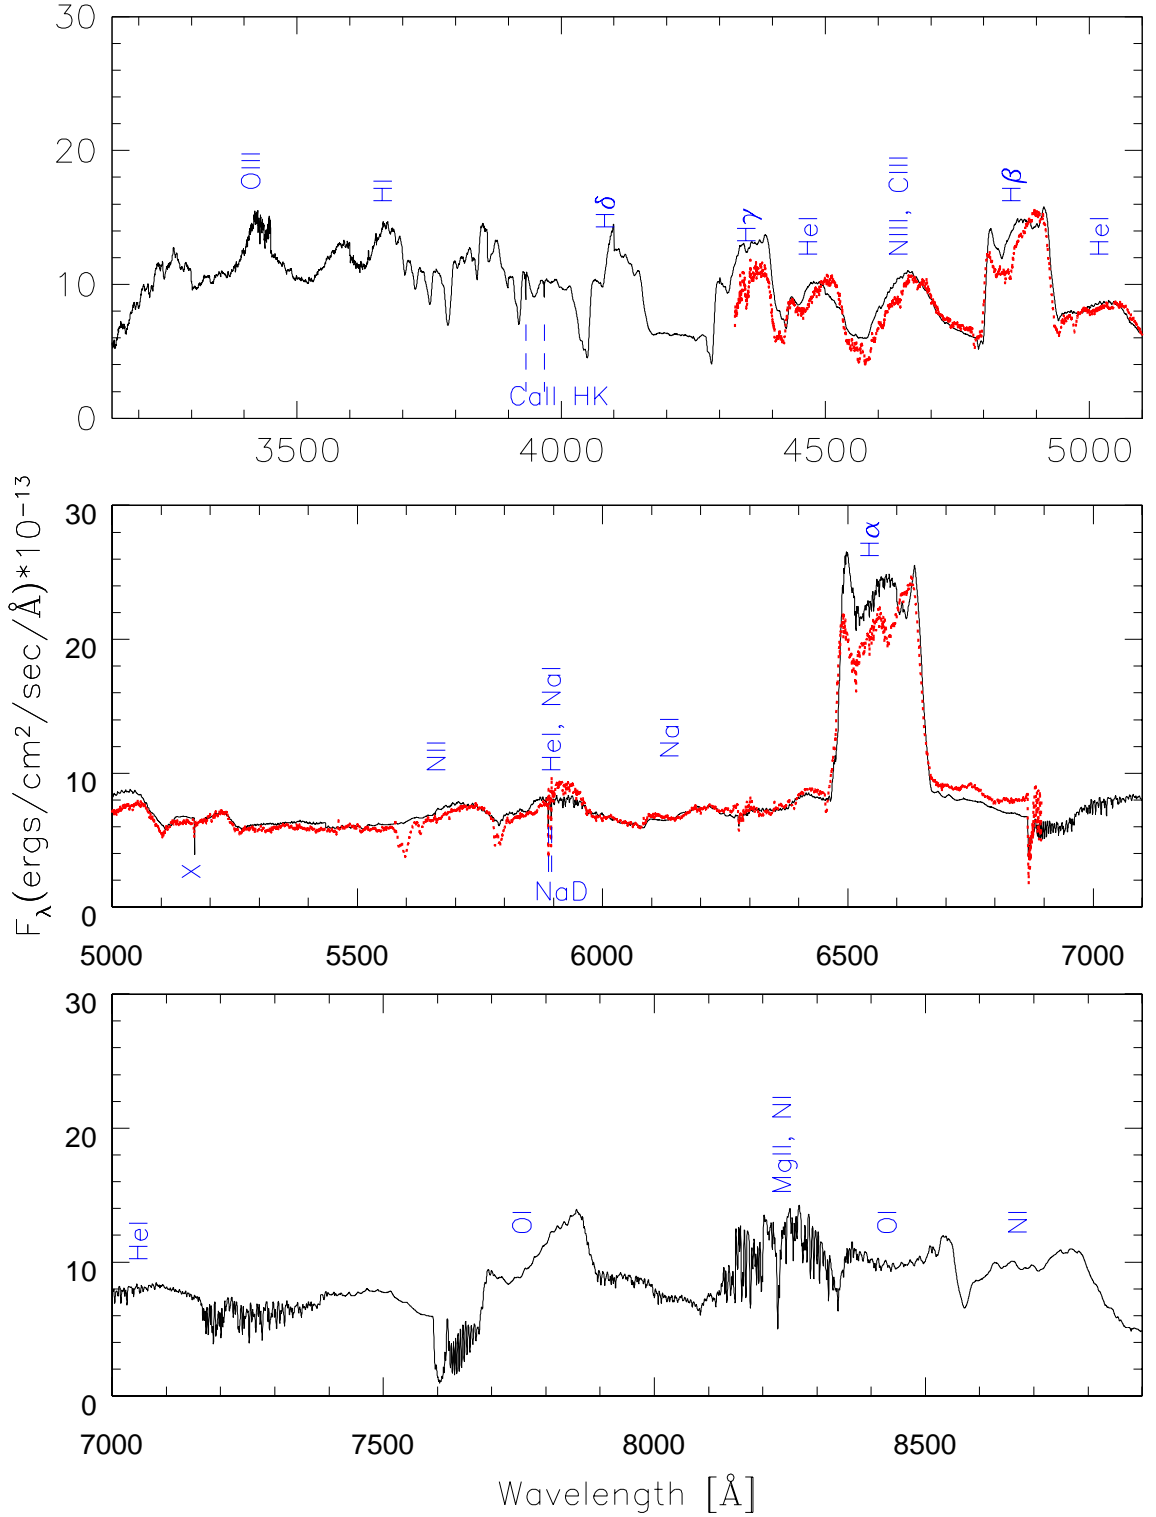 30
20
10
0
OIII
HI
Hδ
Hγ
HeI
NIII, CIII
Hβ
HeI
CaII HK
3500
4000
4500
5000
F_λ(ergs/cm²/sec/Å)*10⁻¹³
30
20
10
0
X
NII
HeI, NaI
NaD
NaI
Hα
5000
5500
6000
6500
7000
30
20
10
0
HeI
OI
MgII, NI
OI
NI
7000
7500
8000
8500
Wavelength [Å]